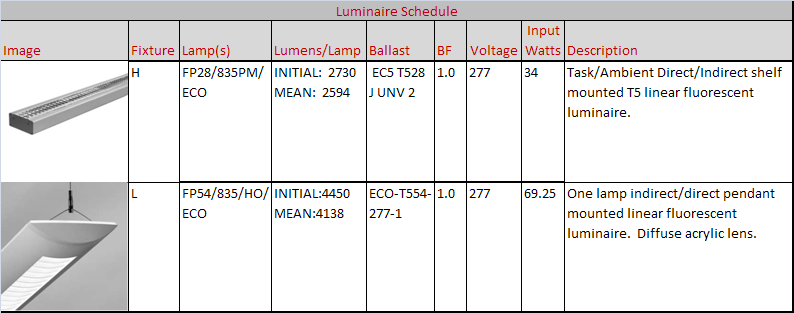 Luminaire Schedule
Image Fixture Lamp(s) Lumens/Lamp Ballast BF Voltage Input Watts Description
H FP28/835PM/ INITIAL: 2730 EC5 T528 1.0 277 34 Task/Ambient Direct/Indirect shelf
ECO MEAN: 2594 J UNV 2 mounted T5 linear fluorescent
luminaire.
L FP54/835/HO/ INITIAL:4450 ECO-T554- 1.0 277 69.25 One lamp indirect/direct pendant
ECO MEAN:4138 277-1 mounted linear fluorescent
luminaire. Diffuse acrylic lens.